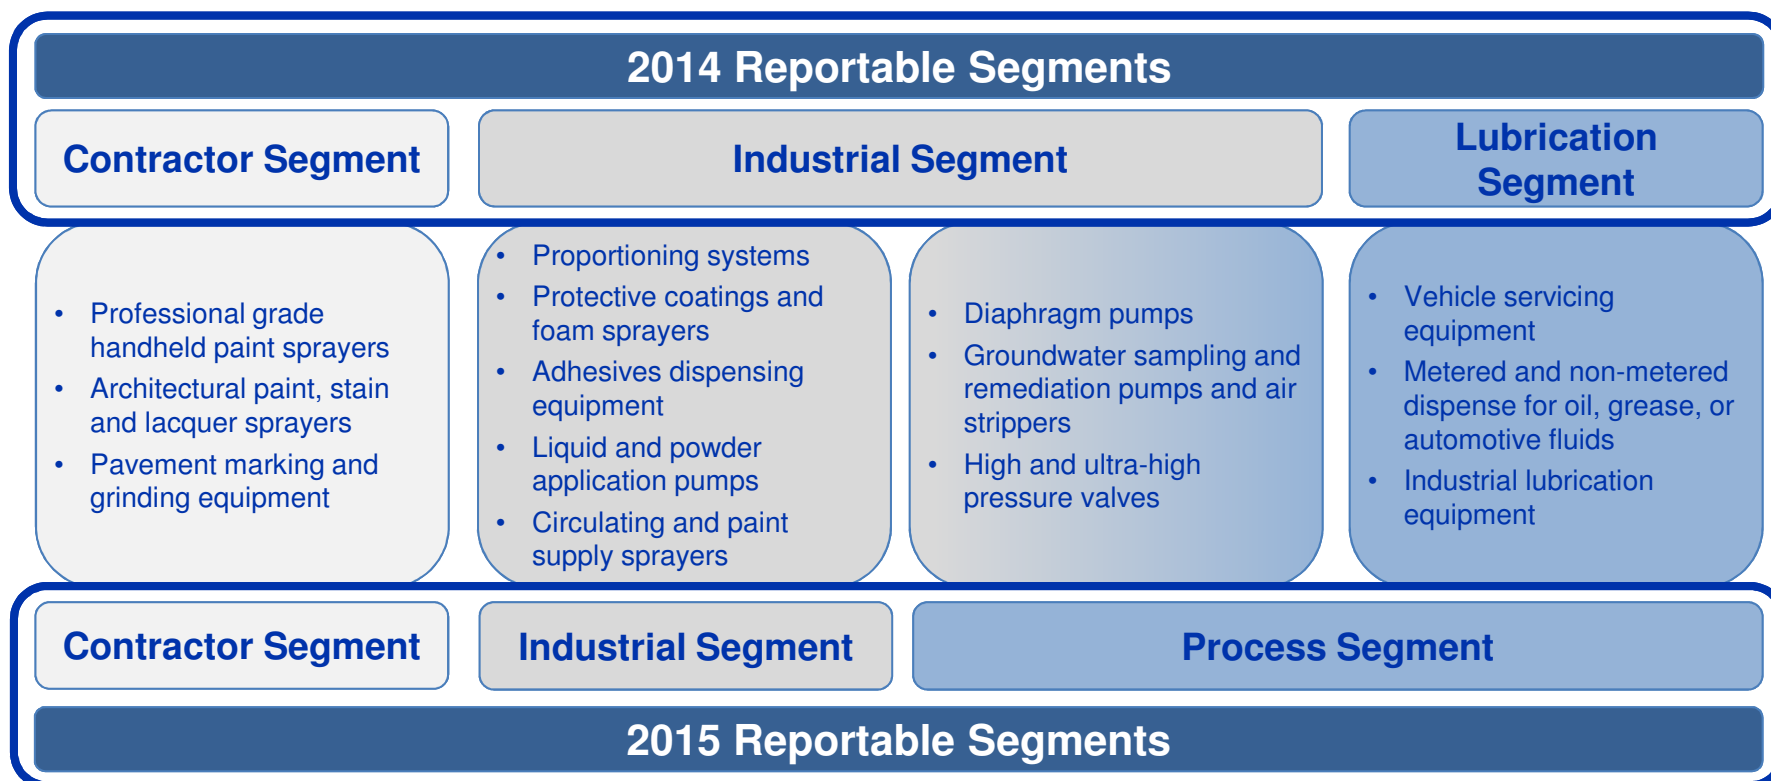 2014 Reportable Segments
Contractor Segment
Industrial Segment
Lubrication
Segment
• Professional grade
handheld paint sprayers
• Architectural paint, stain
and lacquer sprayers
• Pavement marking and
grinding equipment
• Proportioning systems
• Protective coatings and
foam sprayers
• Adhesives dispensing
equipment
• Liquid and powder
application pumps
• Circulating and paint
supply sprayers
• Diaphragm pumps
• Groundwater sampling and
remediation pumps and air
strippers
• High and ultra-high
pressure valves
• Vehicle servicing
equipment
• Metered and non-metered
dispense for oil, grease, or
automotive fluids
• Industrial lubrication
equipment
Contractor Segment
Industrial Segment
Process Segment
2015 Reportable Segments